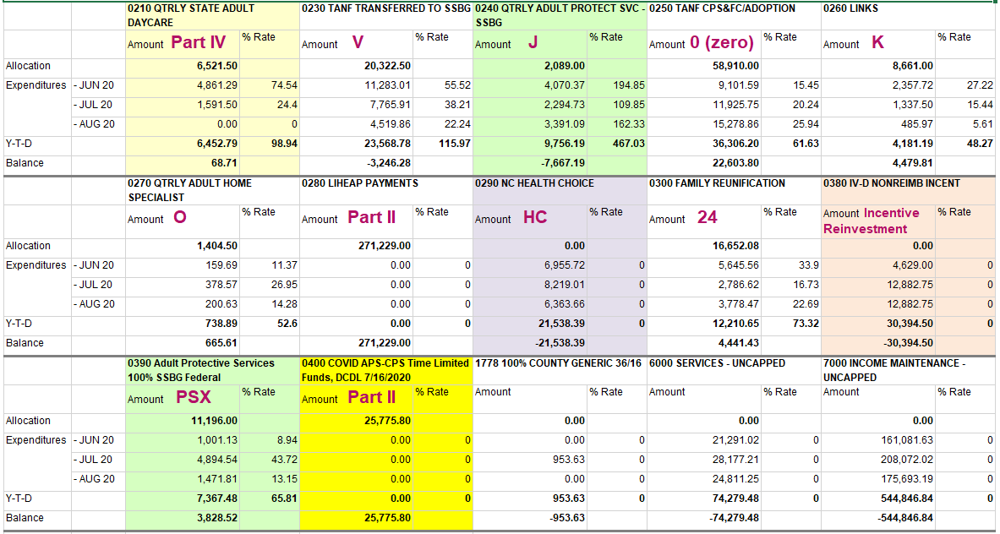 0210 QTRLY STATE ADULT 0230 TANF TRANSFERRED TO SSBG 0240 QTRLY ADULT PROTECT SVC - 0250 TANF CPS&FC/ADOPTION 0260 LINKS
DAYCARE SSBG
Amount Part IV % Rate Amount V % Rate Amount J % Rate Amount 0 (zero) % Rate Amount K % Rate
Allocation 6,521.50 20,322.50 2,089.00 58,910.00 8,661.00
Expenditures - JUN 20 4,861.29 74.54 11,283.01 55.52 4,070.37 194.85 9,101.59 15.45 2,357.72 27.22
- JUL 20 1,591.50 24.4 7,765.91 38.21 2,294.73 109.85 11,925.75 20.24 1,337.50 15.44
- AUG 20 0.00 0 4,519.86 22.24 3,391.09 162.33 15,278.86 25.94 485.97 5.61
Y-T-D 6,452.79 98.94 23,568.78 115.97 9,756.19 467.03 36,306.20 61.63 4,181.19 48.27
Balance 68.71 -3,246.28 -7,667.19 22,603.80 4,479.81
0270 QTRLY ADULT HOME 0280 LIHEAP PAYMENTS 0290 NC HEALTH CHOICE 0300 FAMILY REUNIFICATION 0380 IV-D NONREIMB INCENT
SPECIALIST
Amount O % Rate Amount Part II % Rate Amount HC % Rate Amount 24 % Rate Amount Incentive % Rate
Reinvestment
Allocation 1,404.50 271,229.00 0.00 16,652.08 0.00
Expenditures - JUN 20 159.69 11.37 0.00 0 6,955.72 0 5,645.56 33.9 4,629.00 0
- JUL 20 378.57 26.95 0.00 0 8,219.01 0 2,786.62 16.73 12,882.75 0
- AUG 20 200.63 14.28 0.00 0 6,363.66 0 3,778.47 22.69 12,882.75 0
Y-T-D 738.89 52.6 0.00 0 21,538.39 0 12,210.65 73.32 30,394.50 0
Balance 665.61 271,229.00 -21,538.39 4,441.43 -30,394.50
0390 Adult Protective Services 0400 COVID APS-CPS Time Limited 1778 100% COUNTY GENERIC 36/16 6000 SERVICES - UNCAPPED 7000 INCOME MAINTENANCE -
100% SSBG Federal Funds, DCDL 7/16/2020 UNCAPPED
Amount PSX % Rate Amount Part II % Rate Amount % Rate Amount % Rate Amount % Rate
Allocation 11,196.00 25,775.80 0.00 0.00 0.00
Expenditures - JUN 20 1,001.13 8.94 0.00 0 0.00 0 21,291.02 0 161,081.63 0
- JUL 20 4,894.54 43.72 0.00 0 953.63 0 28,177.21 0 208,072.02 0
- AUG 20 1,471.81 13.15 0.00 0 0.00 0 24,811.25 0 175,693.19 0
Y-T-D 7,367.48 65.81 0.00 0 953.63 0 74,279.48 0 544,846.84 0
Balance 3,828.52 25,775.80 -953.63 -74,279.48 -544,846.84